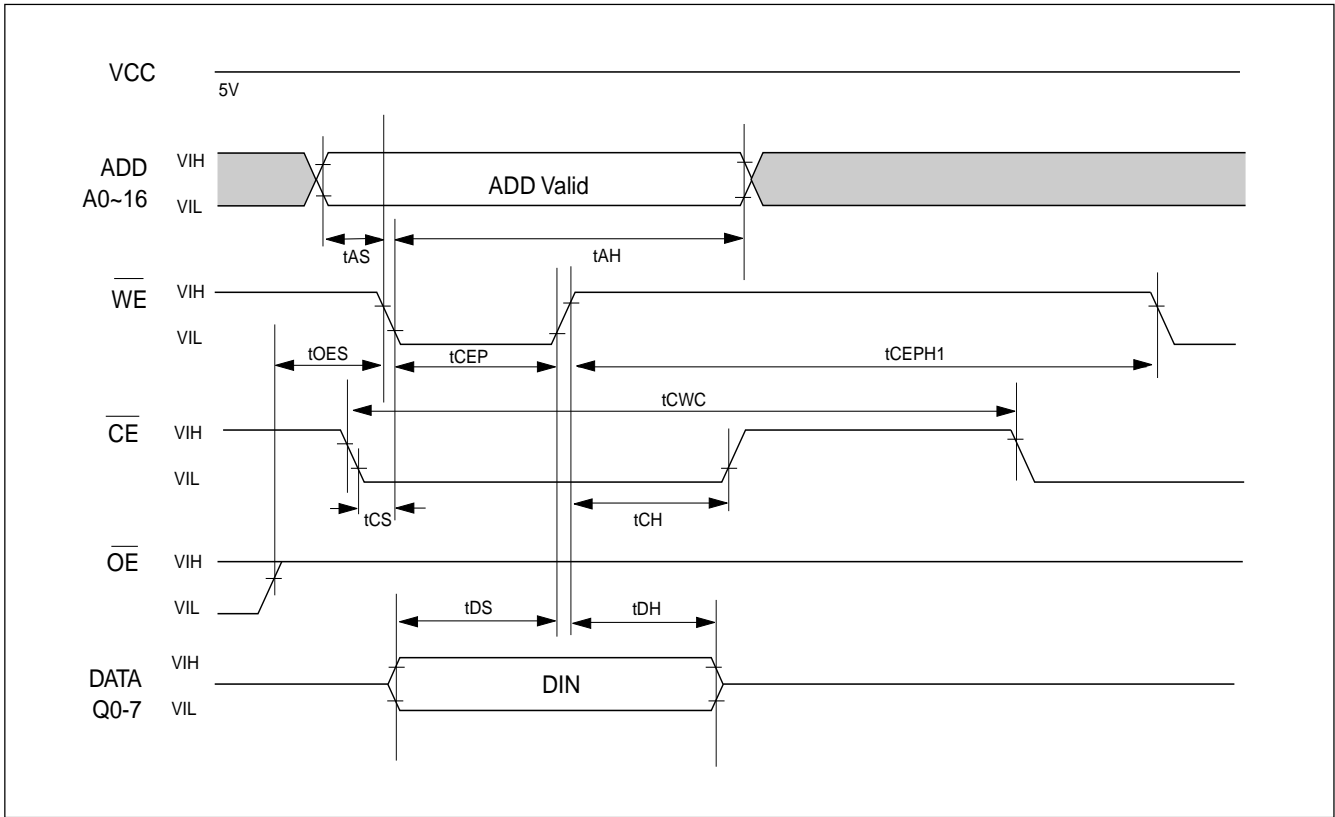 VCC
5V
ADD
A0~16
VIH
VIL
ADD Valid
tAS
tAH
WE
VIH
VIL
tOES
tCEP
tCEPH1
tCWC
CE
VIH
VIL
tCS
tCH
OE
VIH
VIL
tDS
tDH
DATA
Q0-7
VIH
VIL
DIN